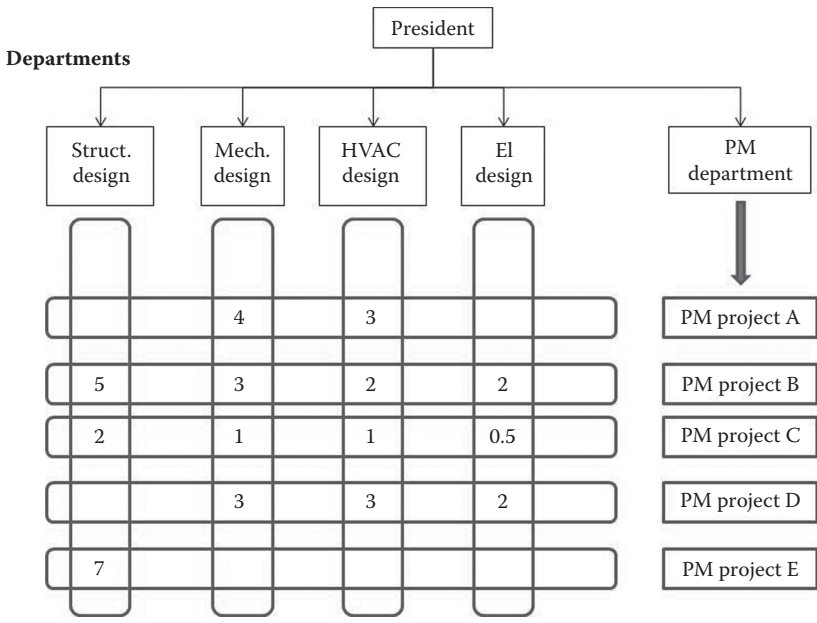 President
Departments
Struct.
design
Mech.
design
HVAC
design
El
design
PM
department
4 3 PM project A
5 3 2 2 PM project B
2 1 1 0.5 PM project C
3 3 2 PM project D
7 PM project E